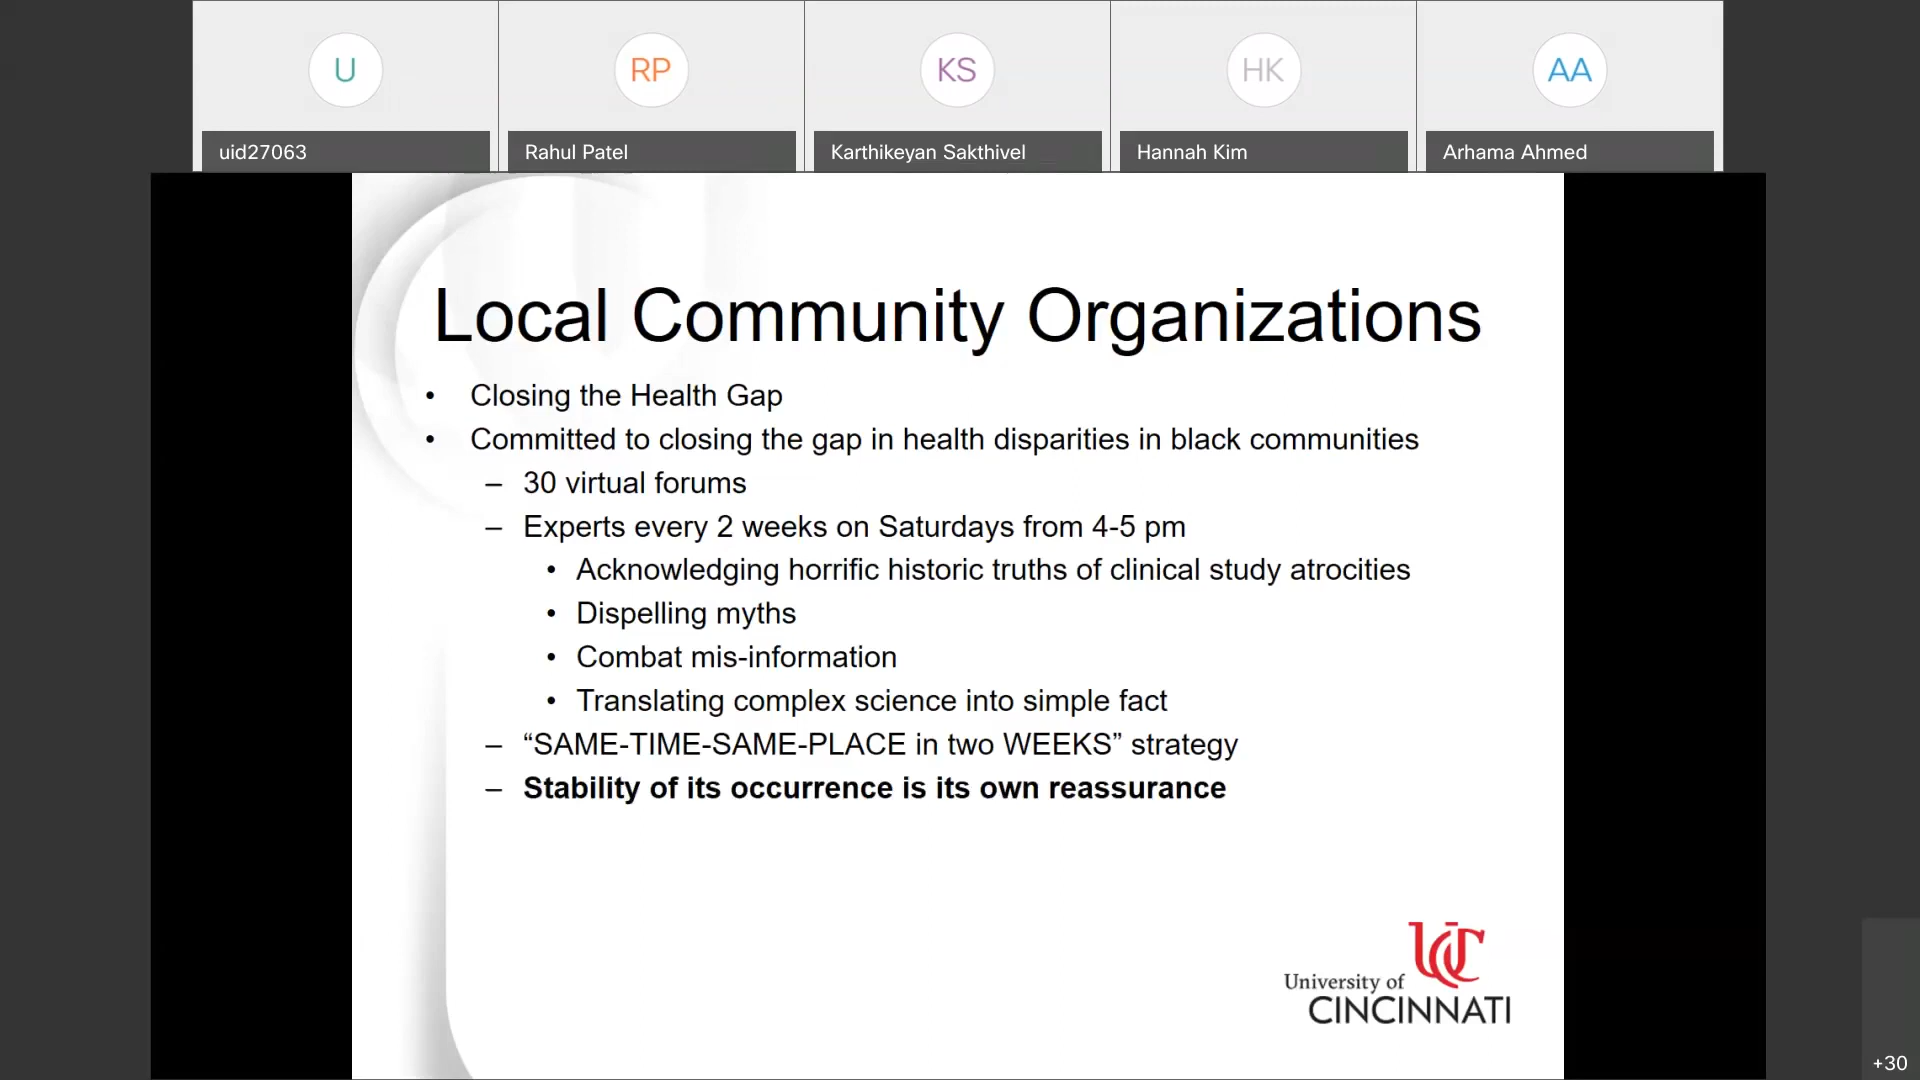 U
RP
KS
HK
AA
uid27063
Rahul Patel
Karthikeyan Sakthivel
Hannah Kim
Arhama Ahmed
Local Community Organizations
• Closing the Health Gap
• Committed to closing the gap in health disparities in black communities
– 30 virtual forums
– Experts every 2 weeks on Saturdays from 4-5 pm
• Acknowledging horrific historic truths of clinical study atrocities
• Dispelling myths
• Combat mis-information
• Translating complex science into simple fact
– “SAME-TIME-SAME-PLACE in two WEEKS” strategy
– Stability of its occurrence is its own reassurance
UC
University of
CINCINNATI
+30